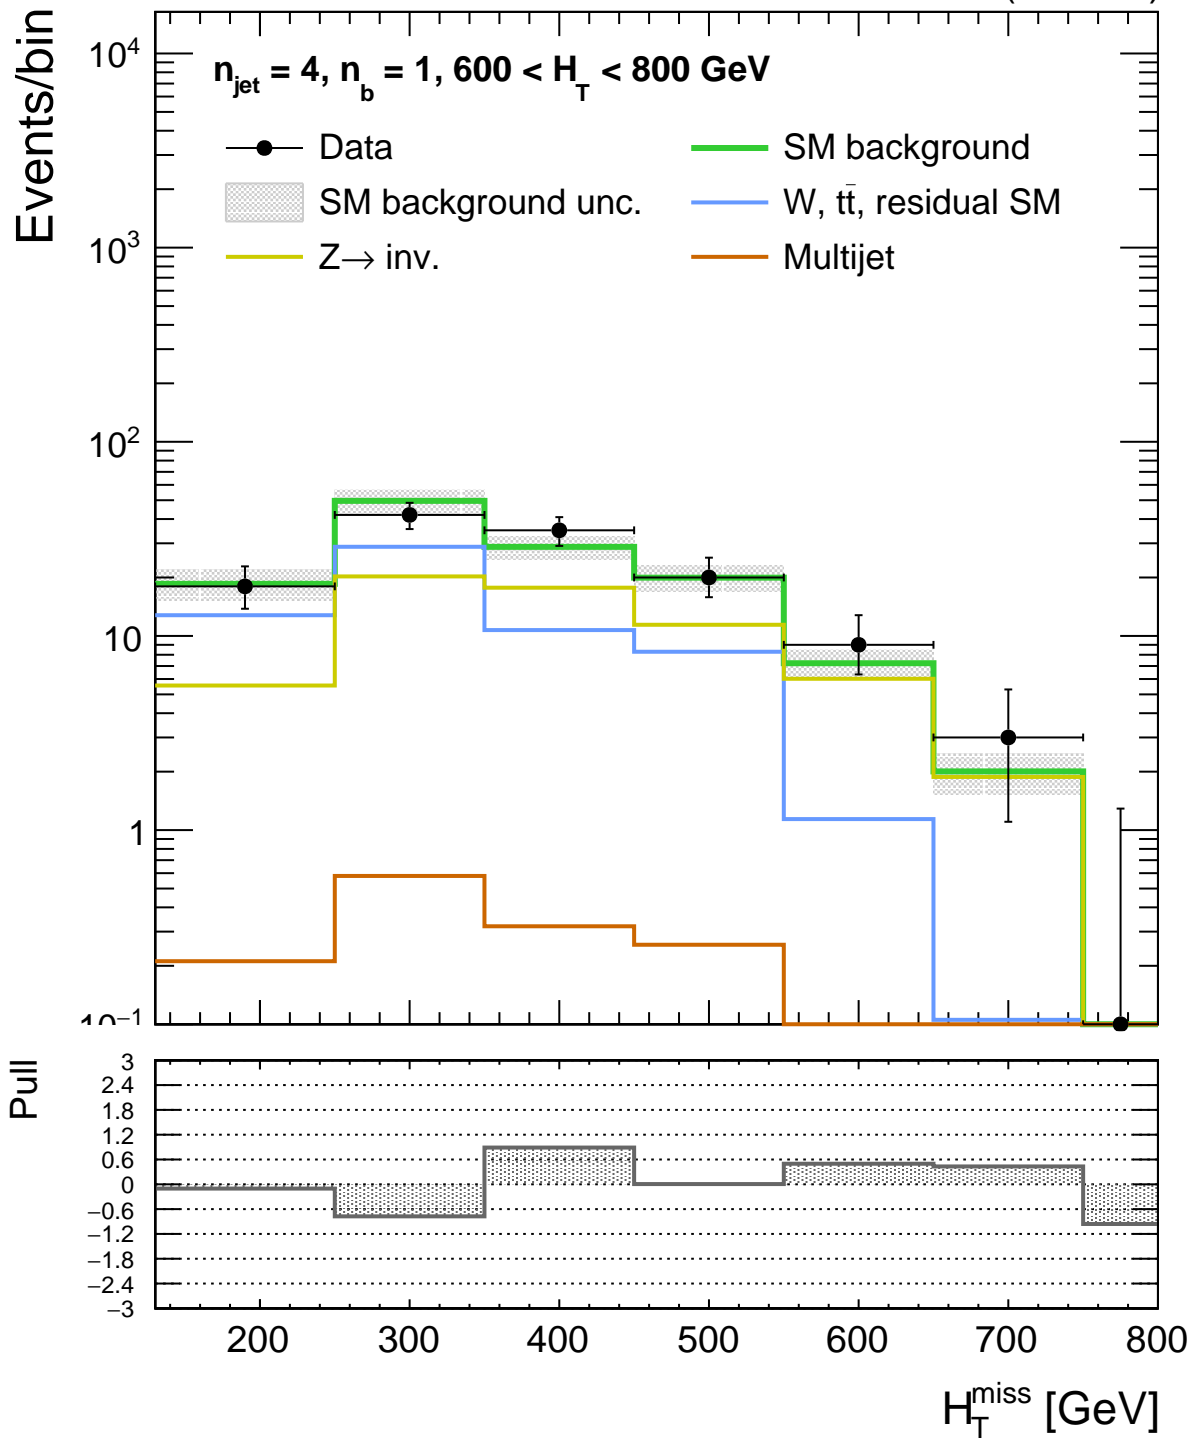 Events/bin
10^4
10^3
10^2
10
1
10^-1
n_jet = 4, n_b = 1, 600 < H_T < 800 GeV
Data
SM background
SM background unc.
W, tt̄, residual SM
Z→ inv.
Multijet
Pull
3
2.4
1.8
1.2
0.6
0
−0.6
−1.2
−1.8
−2.4
−3
200 300 400 500 600 700 800
H_T^miss [GeV]